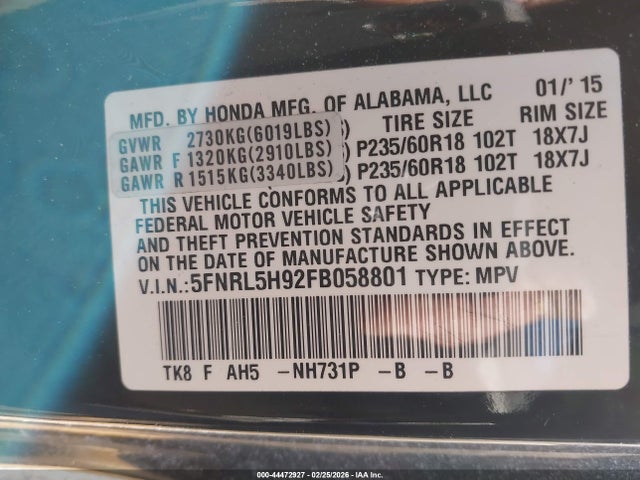 MFD. BY HONDA MFG. OF ALABAMA, LLC 01/' 15
TIRE SIZE RIM SIZE
GVWR 2730KG(6019LBS)
GAWR F 1320KG(2910LBS) P235/60R18 102T 18X7J
GAWR R 1515KG(3340LBS) P235/60R18 102T 18X7J
THIS VEHICLE CONFORMS TO ALL APPLICABLE
FEDERAL MOTOR VEHICLE SAFETY
AND THEFT PREVENTION STANDARDS IN EFFECT
ON THE DATE OF MANUFACTURE SHOWN ABOVE.
V.I.N.:5FNRL5H92FB058801 TYPE: MPV
TK8 F AH5 -NH731P -B -B
000-44472927 - 02/25/2026 - IAA Inc.